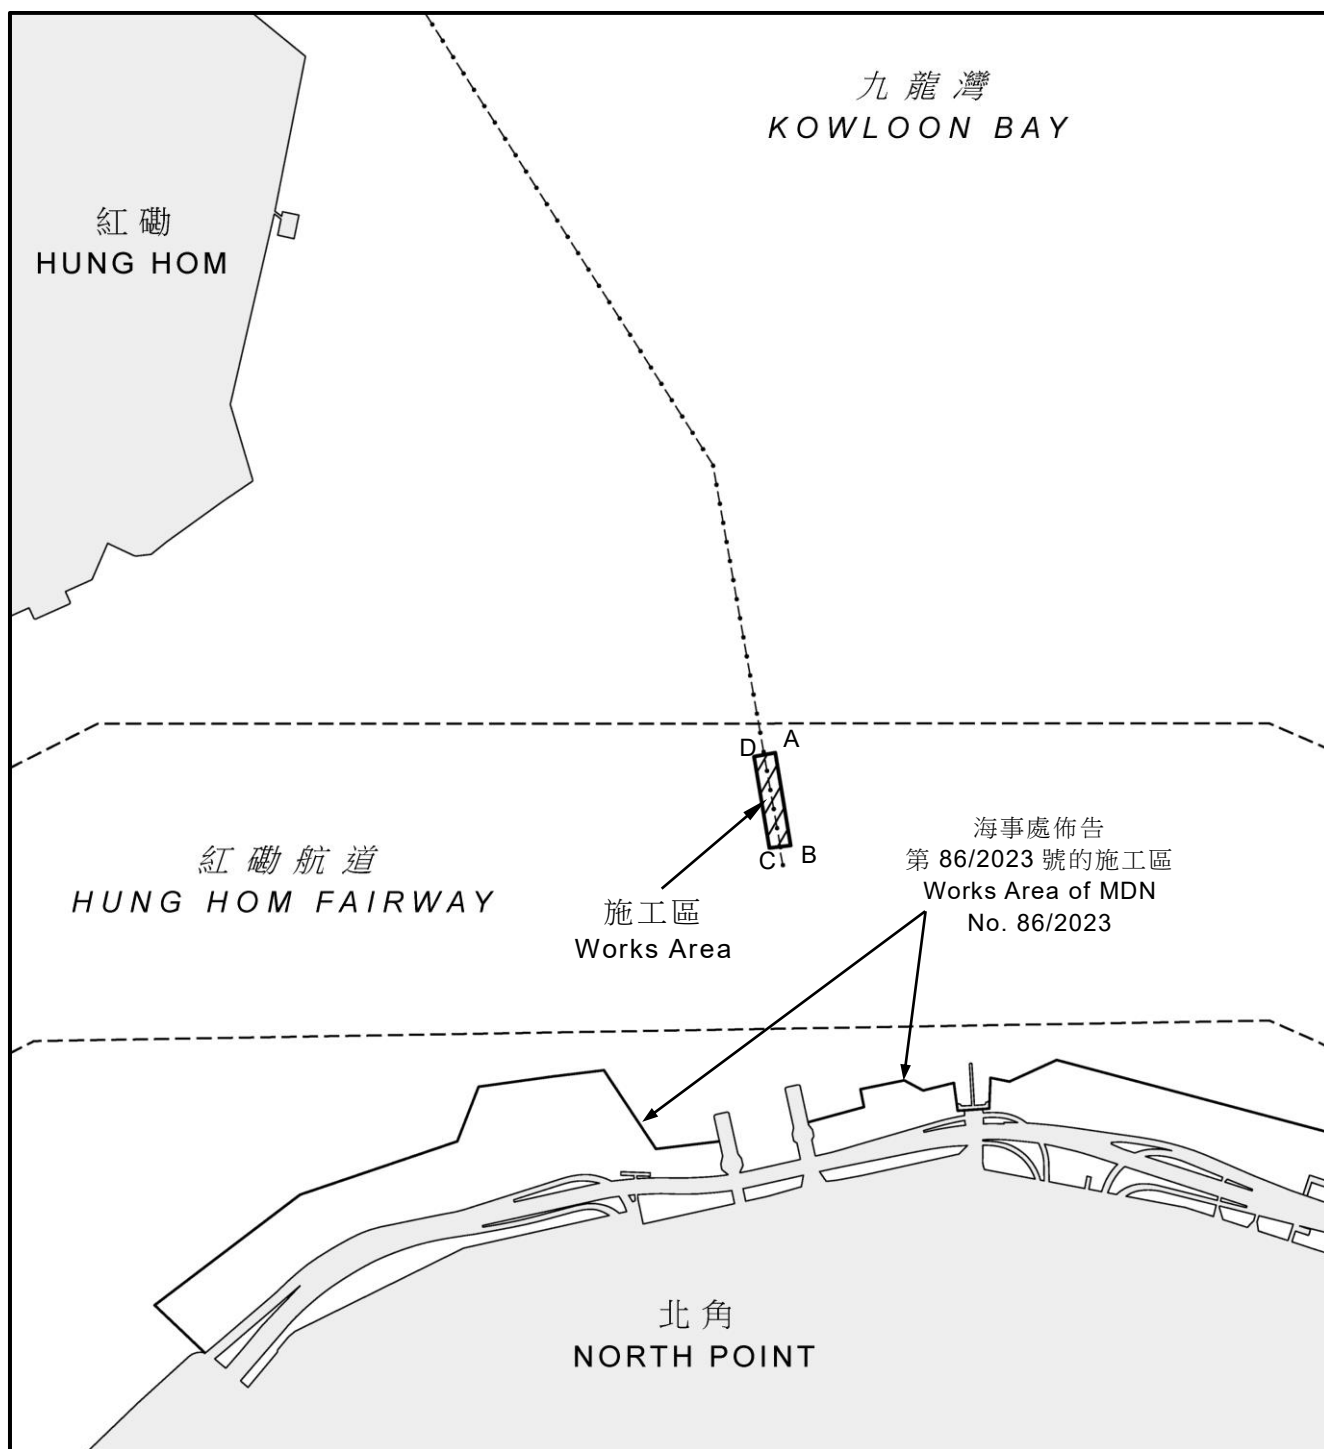 九龍灣
KOWLOON BAY
紅磡
HUNG HOM
D
A
C
B
紅磡航道
HUNG HOM FAIRWAY
施工區
Works Area
海事處佈告
第 86/2023 號的施工區
Works Area of MDN
No. 86/2023
北角
NORTH POINT